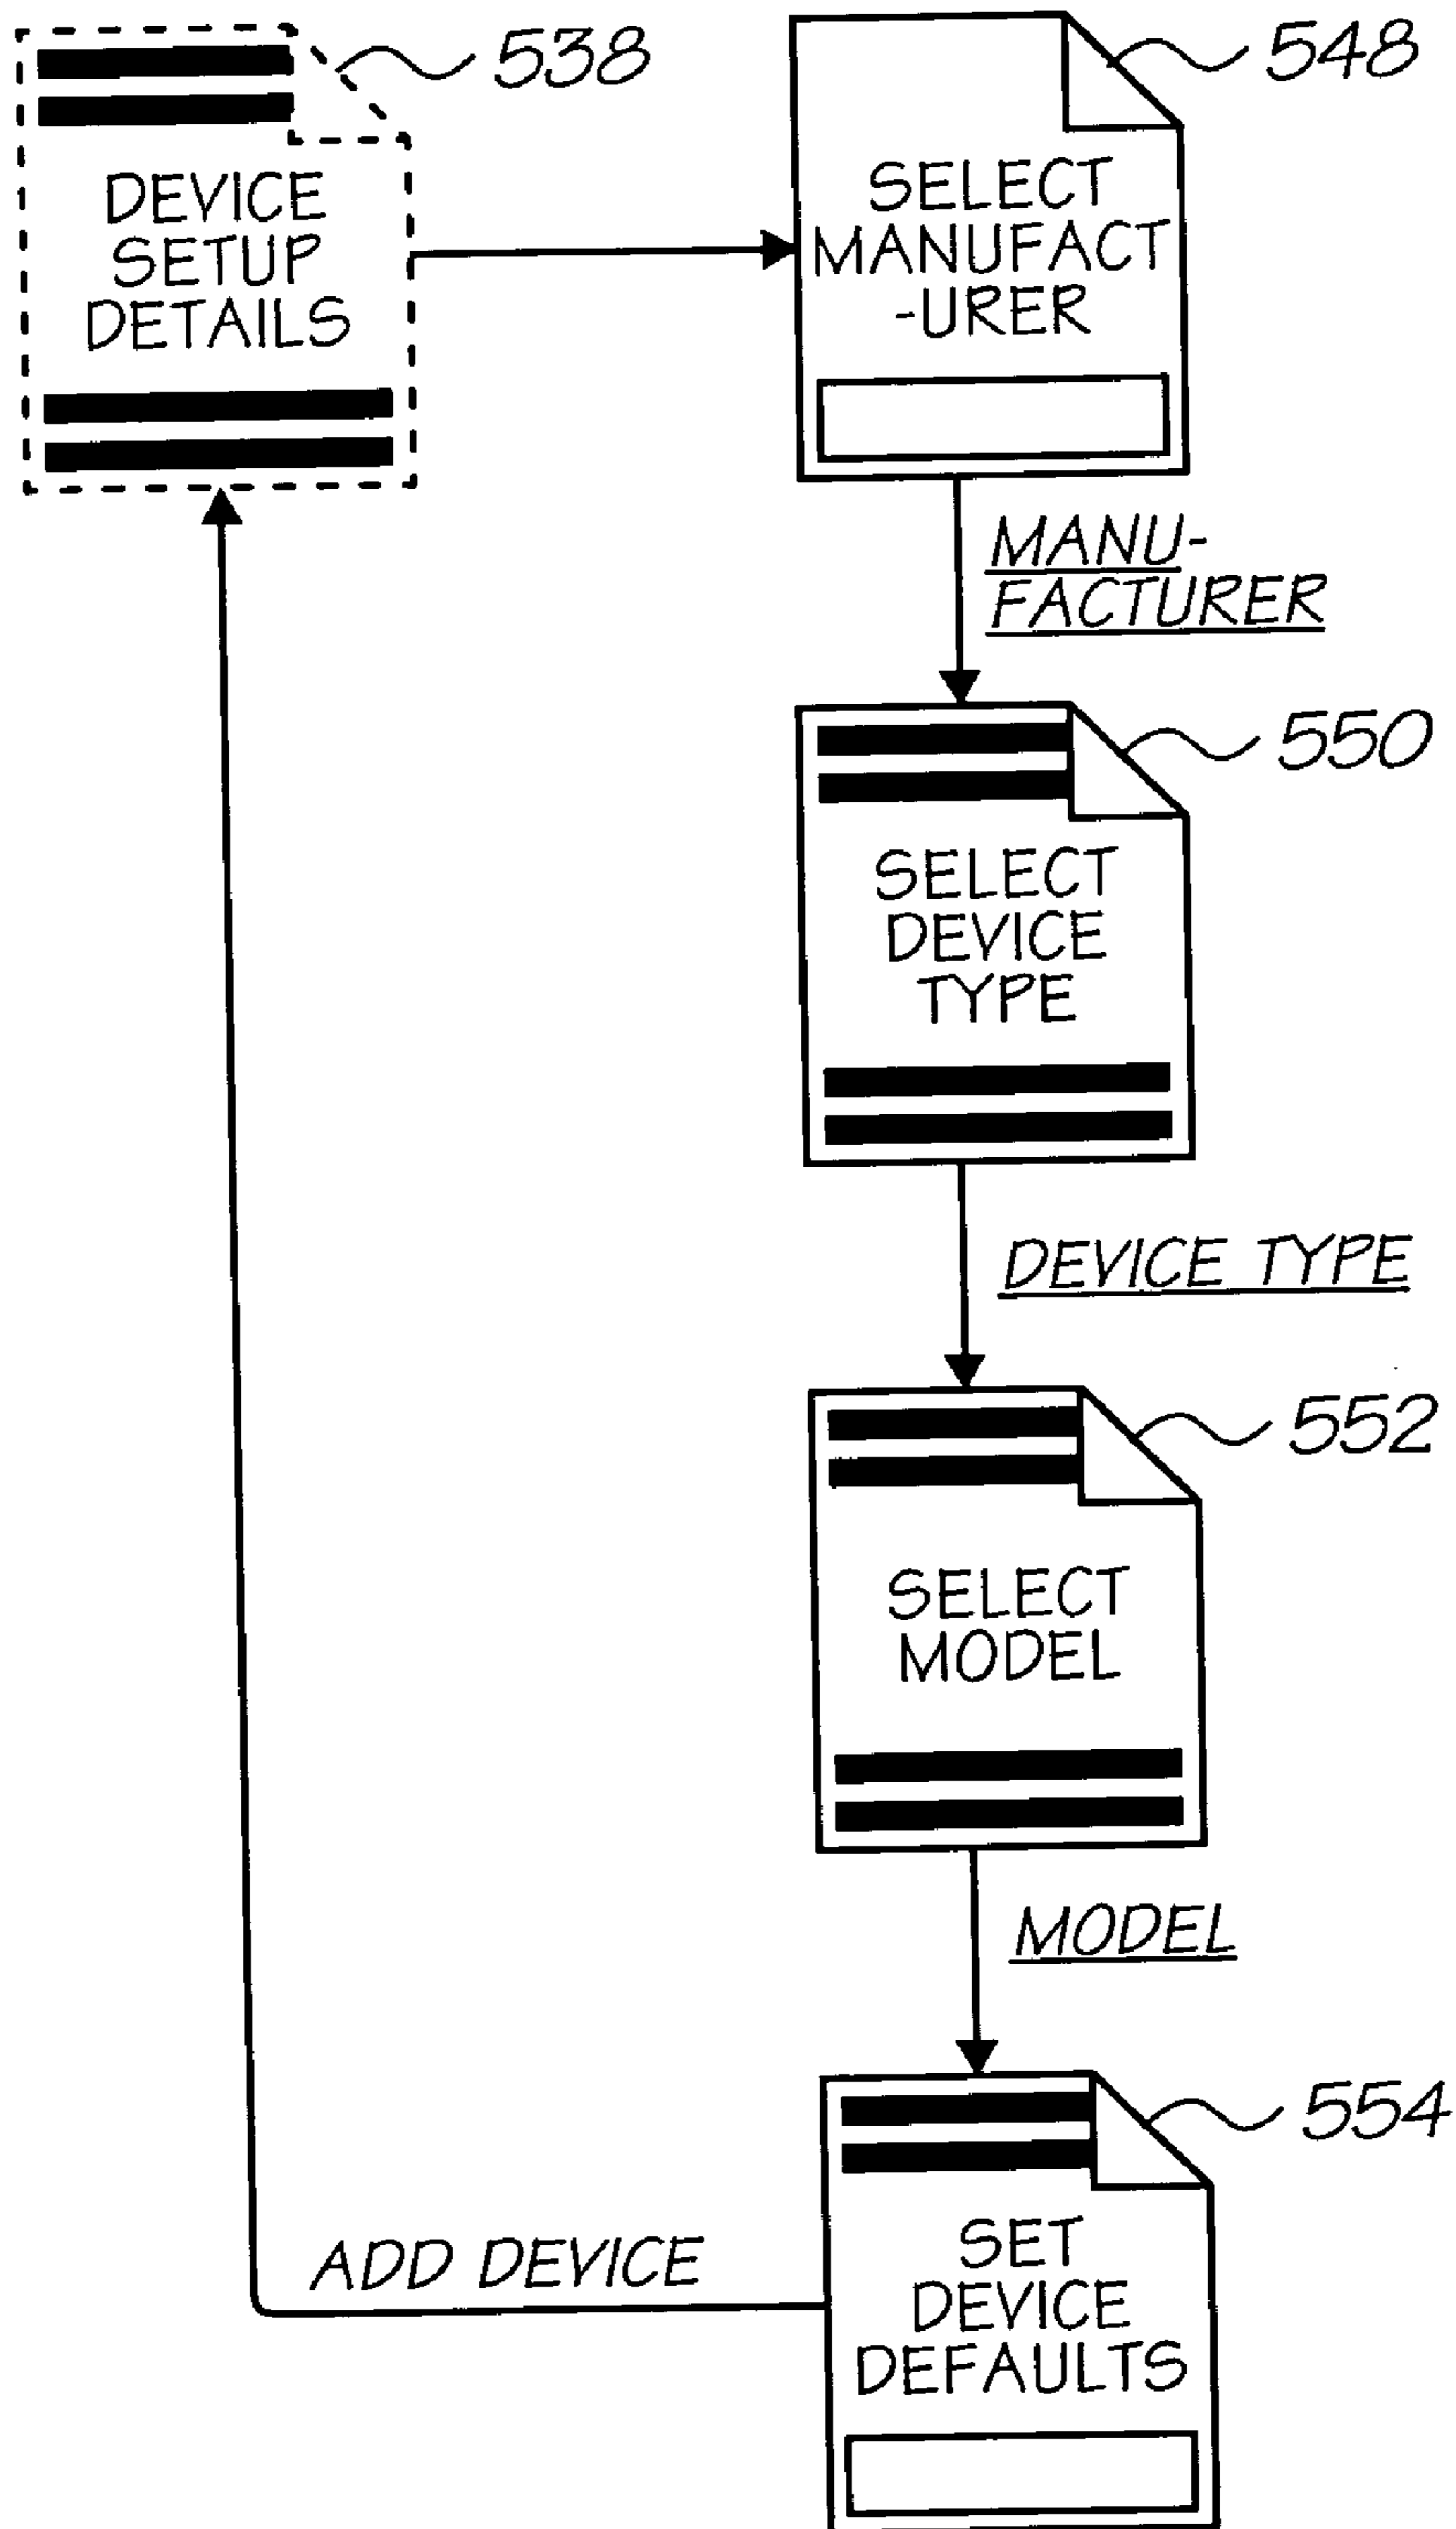 538
DEVICE
SETUP
DETAILS
548
SELECT
MANUFACT
-URER
MANU-
FACTURER
550
SELECT
DEVICE
TYPE
DEVICE TYPE
552
SELECT
MODEL
MODEL
554
SET
DEVICE
DEFAULTS
ADD DEVICE